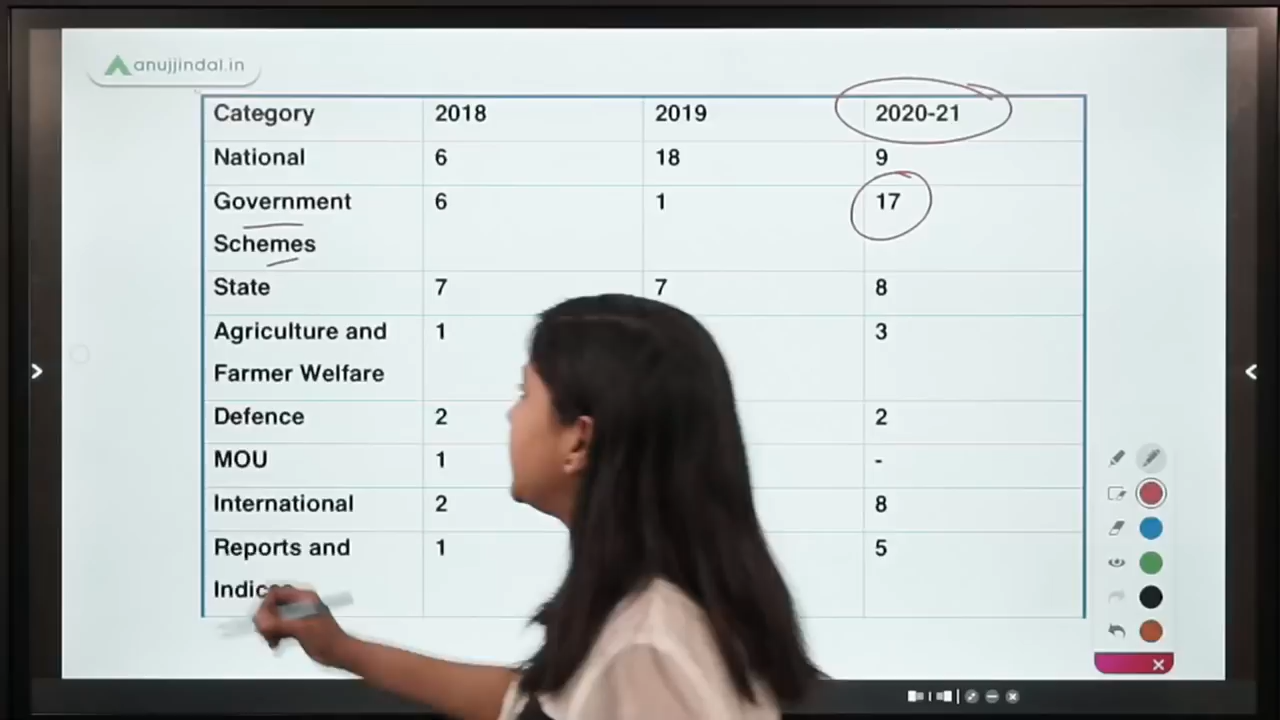 anujjindal.in
Category 2018 2019 2020-21
National 6 18 9
Government 6 1 17
Schemes
State 7 7 8
Agriculture and 1 3
Farmer Welfare
Defence 2 2
MOU 1 -
International 2 8
Reports and 1 5